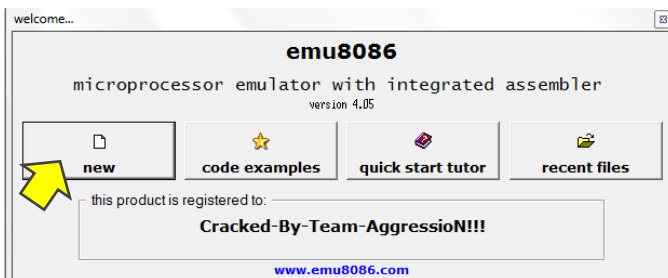 welcome...
emu8086
microprocessor emulator with integrated assembler
version 4.05
new code examples quick start tutor recent files
this product is registered to:
Cracked-By-Team-AggressioN!!!
www.emu8086.com